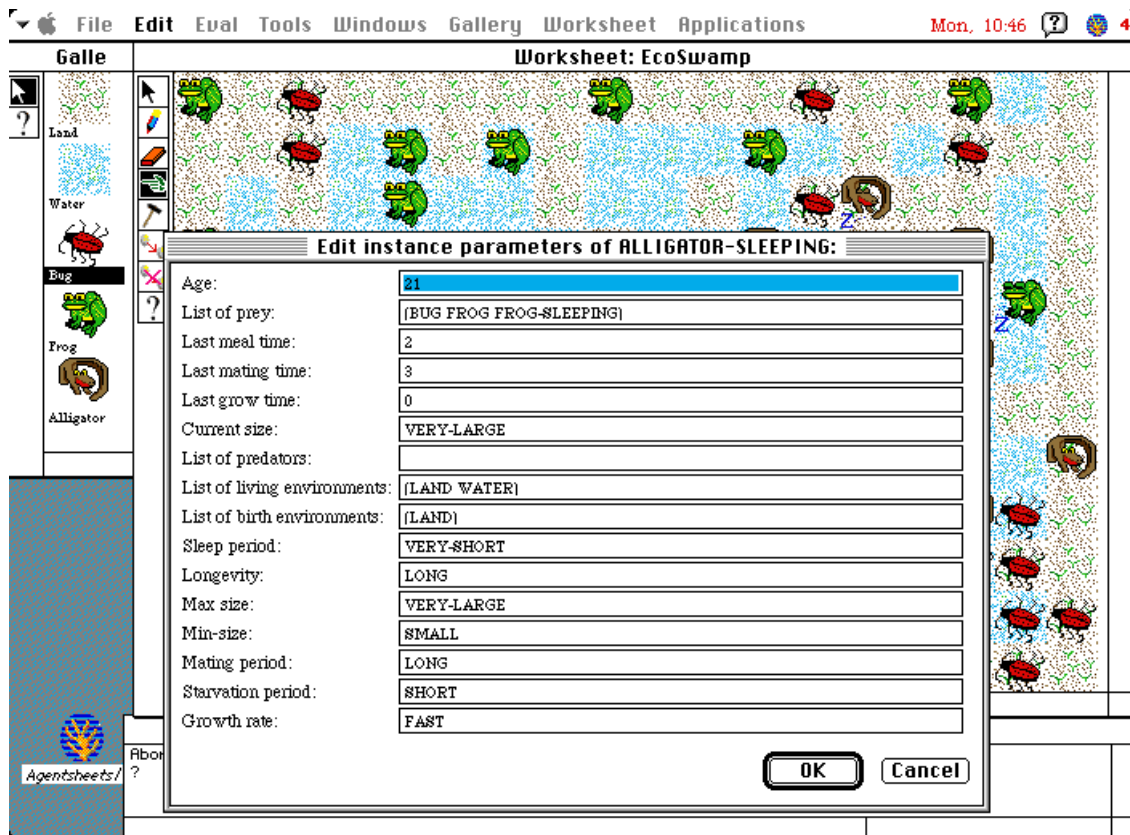 File Edit Eval Tools Windows Gallery Worksheet Applications Mon, 10:46 ? 4
Galle
Worksheet: EcoSwamp
?
Land
Water
Bug
Frog
Alligator
?
Z
Z
Edit instance parameters of ALLIGATOR-SLEEPING:
Age: 21
List of prey: (BUG FROG FROG-SLEEPING)
Last meal time: 2
Last mating time: 3
Last grow time: 0
Current size: VERY-LARGE
List of predators:
List of living environments: (LAND WATER)
List of birth environments: (LAND)
Sleep period: VERY-SHORT
Longevity: LONG
Max size: VERY-LARGE
Min-size: SMALL
Mating period: LONG
Starvation period: SHORT
Growth rate: FAST
OK Cancel
Abor
?
Agentsheets/